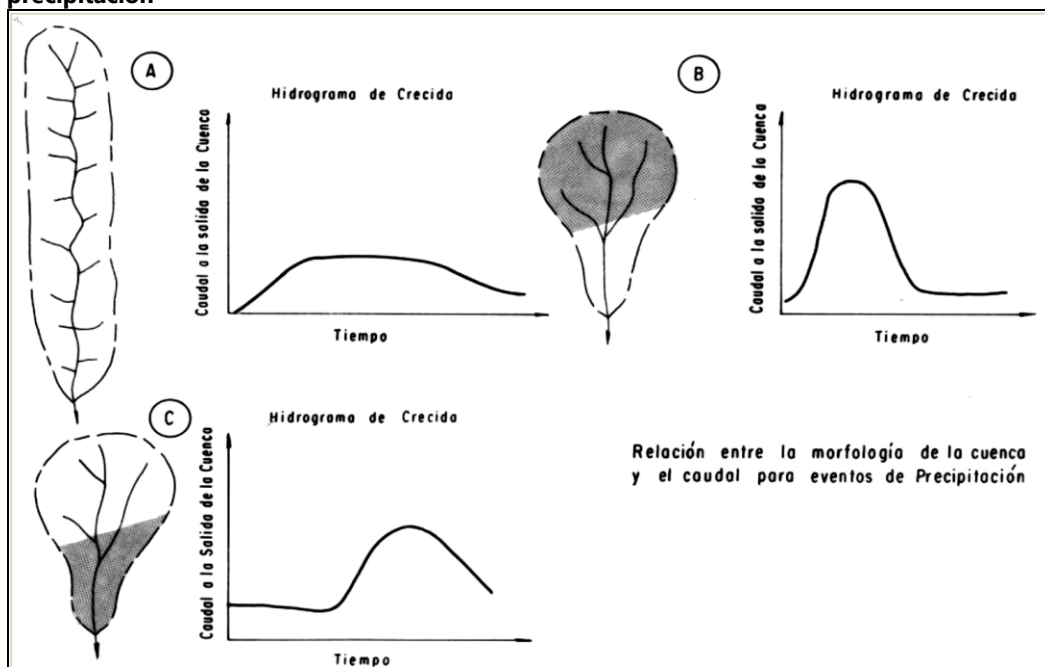 precipitación
A
Hidrograma de Crecida
Caudal a la salida de la Cuenca
Tiempo
B
Hidrograma de Crecida
Caudal a la salida de la Cuenca
Tiempo
C
Hidrograma de Crecida
Caudal a la Salida de la Cuenca
Tiempo
Relación entre la morfología de la cuenca
y el caudal para eventos de Precipitación